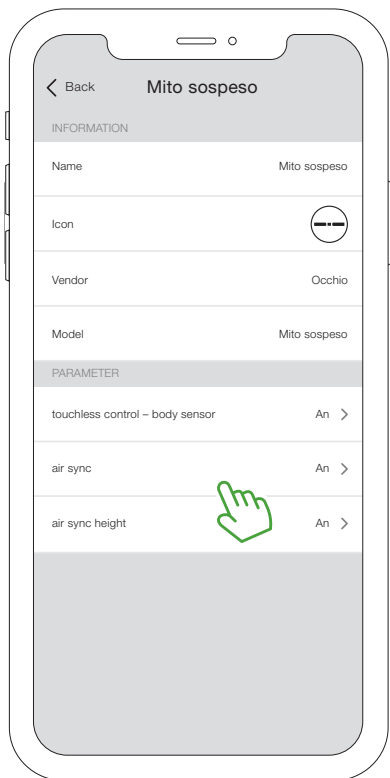 Back Mito sospeso
INFORMATION
Name Mito sospeso
Icon
Vendor Occhio
Model Mito sospeso
PARAMETER
touchless control – body sensor An
air sync An
air sync height An